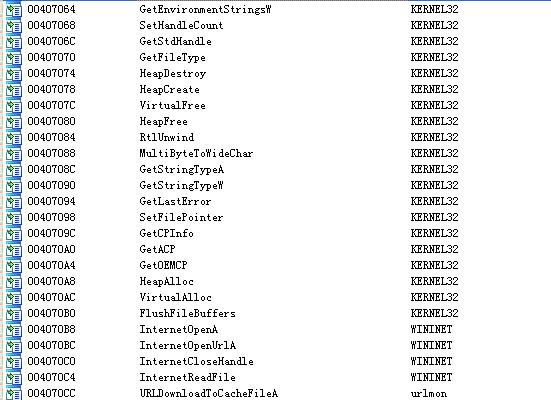 00407064 GetEnvironmentStringsW KERNEL32
00407068 SetHandleCount KERNEL32
0040706C GetStdHandle KERNEL32
00407070 GetFileType KERNEL32
00407074 HeapDestroy KERNEL32
00407078 HeapCreate KERNEL32
0040707C VirtualFree KERNEL32
00407080 HeapFree KERNEL32
00407084 RtlUnwind KERNEL32
00407088 MultiByteToWideChar KERNEL32
0040708C GetStringTypeA KERNEL32
00407090 GetStringTypeW KERNEL32
00407094 GetLastError KERNEL32
00407098 SetFilePointer KERNEL32
0040709C GetCPInfo KERNEL32
004070A0 GetACP KERNEL32
004070A4 GetOEMCP KERNEL32
004070A8 HeapAlloc KERNEL32
004070AC VirtualAlloc KERNEL32
004070B0 FlushFileBuffers KERNEL32
004070B8 InternetOpenA WININET
004070BC InternetOpenUrlA WININET
004070C0 InternetCloseHandle WININET
004070C4 InternetReadFile WININET
004070CC URLDownloadToCacheFileA urlmon